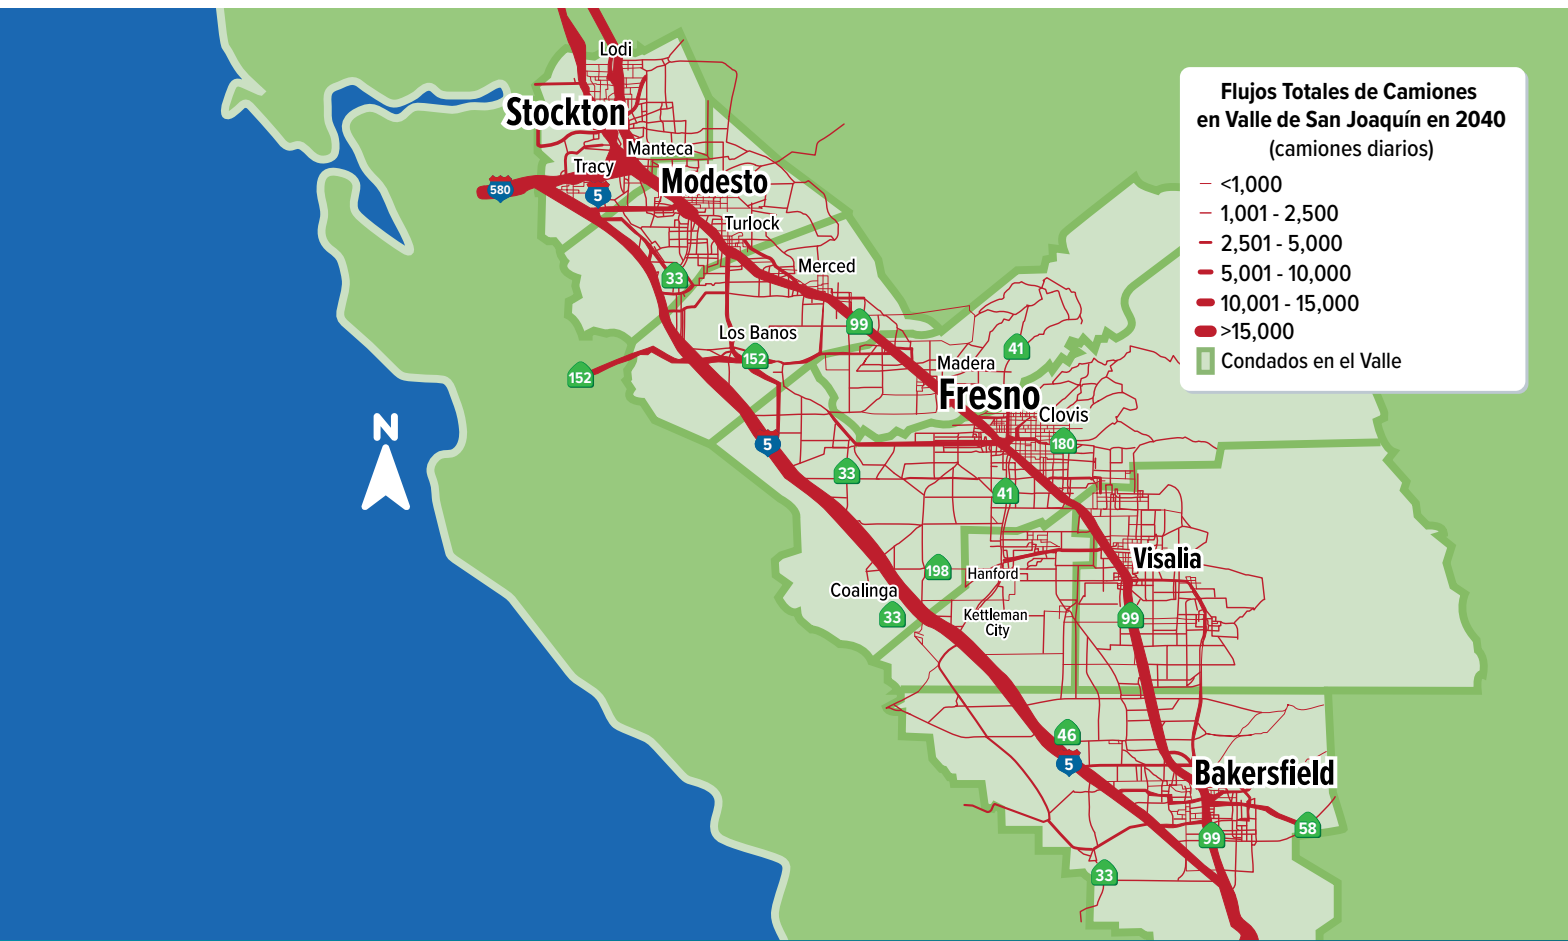 Flujos Totales de Camiones
en Valle de San Joaquín en 2040
(camiones diarios)
<1,000
1,001 - 2,500
2,501 - 5,000
5,001 - 10,000
10,001 - 15,000
>15,000
Condados en el Valle
Lodi
Stockton
Manteca
Tracy
580
5
Modesto
Turlock
33
Merced
99
Los Banos
152
152
41
Madera
Fresno
Clovis
180
5
33
41
N
198
Hanford
Visalia
Coalinga
33
Kettleman
City
99
46
5
Bakersfield
58
99
33